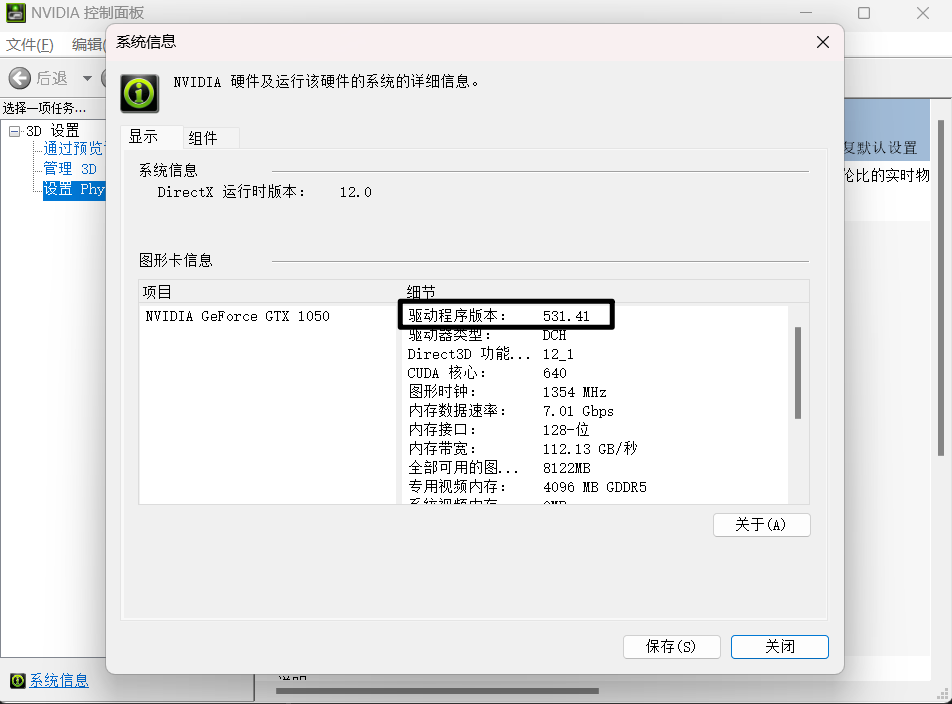 NVIDIA 控制面板
文件(F) 编辑(
系统信息
后退
NVIDIA 硬件及运行该硬件的系统的详细信息。
选择一项任务...
3D 设置
通过预览
管理 3D
设置 Phy
复默认设置
伦比的实时物
显示 组件
系统信息
DirectX 运行时版本: 12.0
图形卡信息
项目 细节
NVIDIA GeForce GTX 1050
驱动程序版本: 531.41
驱动器类型: DCH
Direct3D 功能... 12_1
CUDA 核心: 640
图形时钟: 1354 MHz
内存数据速率: 7.01 Gbps
内存接口: 128-位
内存带宽: 112.13 GB/秒
全部可用的图... 8122MB
专用视频内存: 4096 MB GDDR5
系统视频内存 0MB
关于(A)
保存(S) 关闭
系统信息